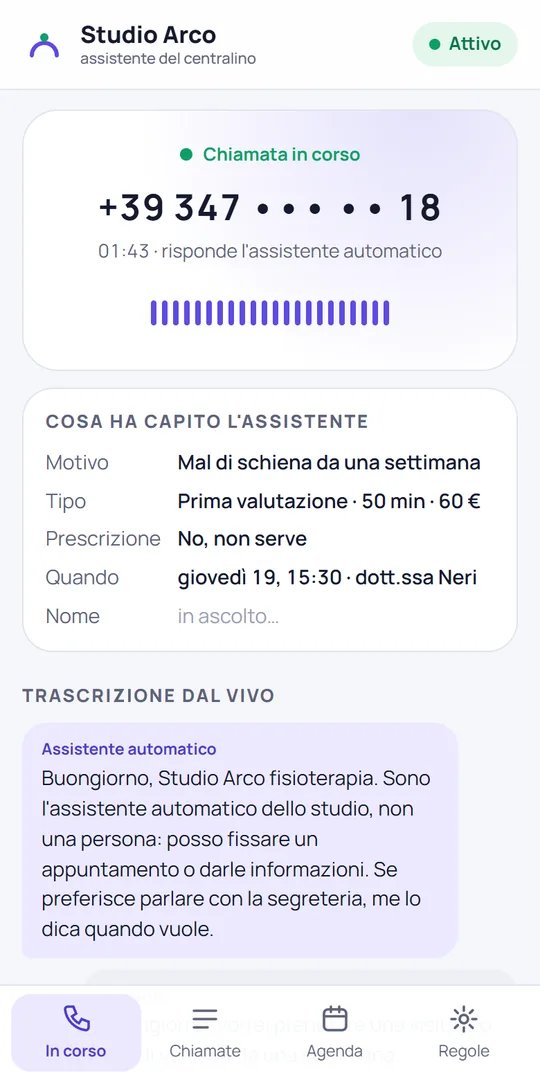 Studio Arco
assistente del centralino
Attivo
Chiamata in corso
+39 347 ••• •• 18
01:43 · risponde l'assistente automatico
COSA HA CAPITO L'ASSISTENTE
Motivo Mal di schiena da una settimana
Tipo Prima valutazione · 50 min · 60 €
Prescrizione No, non serve
Quando giovedì 19, 15:30 · dott.ssa Neri
Nome in ascolto…
TRASCRIZIONE DAL VIVO
Assistente automatico
Buongiorno, Studio Arco fisioterapia. Sono
l'assistente automatico dello studio, non
una persona: posso fissare un
appuntamento o darle informazioni. Se
preferisce parlare con la segreteria, me lo
dica quando vuole.
In corso Chiamate Agenda Regole